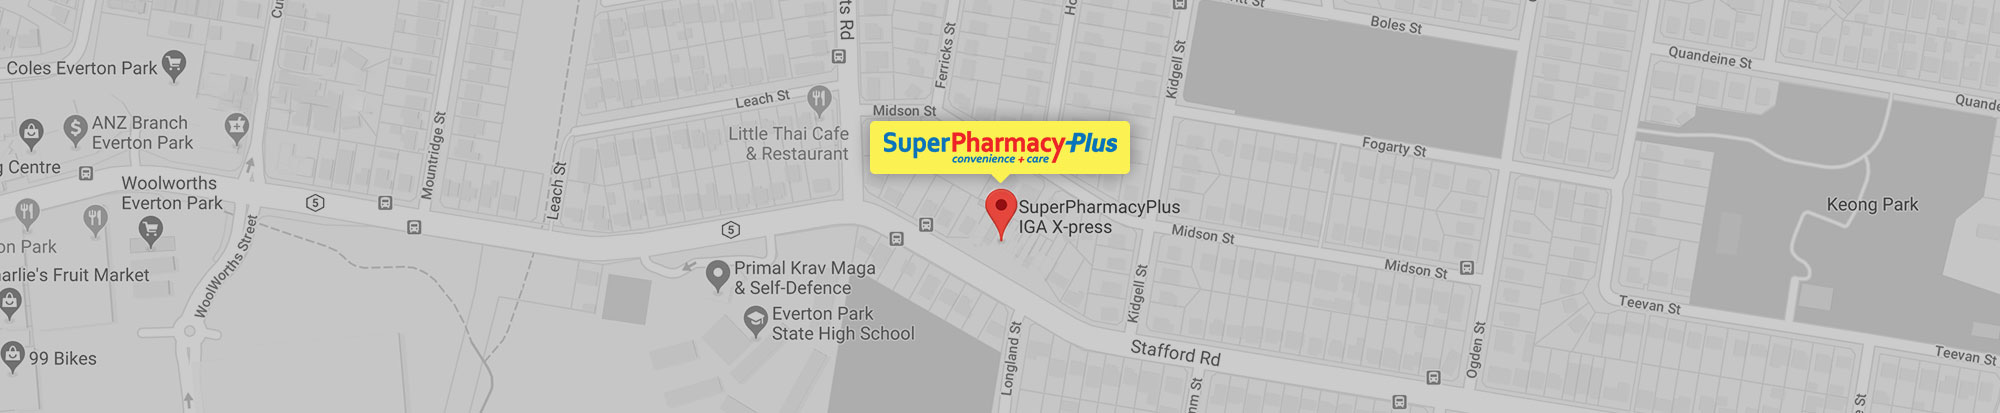 Coles Everton Park
ANZ Branch
Everton Park
g Centre
Woolworths
Everton Park
on Park
arlie's Fruit Market
99 Bikes
WoolWorths Street
5
Mountridge St
Leach St
Leach St
Little Thai Cafe
& Restaurant
ts Rd
5
Primal Krav Maga
& Self-Defence
Everton Park
State High School
Midson St
Ferricks St
SuperPharmacyPlus
convenience + care
SuperPharmacyPlus
IGA X-press
Kidgell St
Kidgell St
Midson St
Midson St
Longland St
Stafford Rd
Ogden St
Boles St
Fogarty St
Quandeine St
Quande
Keong Park
Teevan St
Teevan St